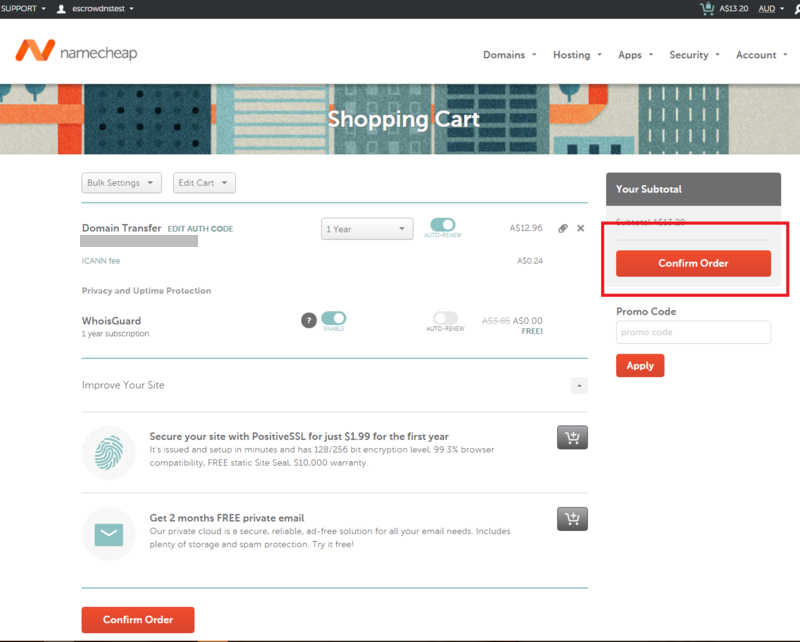 SUPPORT
escrowdnstest
A$13.20
AUD
namecheap
Domains
Hosting
Apps
Security
Account
Shopping Cart
Bulk Settings
Edit Cart
Domain Transfer EDIT AUTH CODE
1 Year
AUTO-RENEW
A$12.96
ICANN fee
A$0.24
Privacy and Uptime Protection
WhoisGuard
1 year subscription
?
ENABLE
AUTO-RENEW
A$3.85 A$0.00
FREE!
Improve Your Site
Secure your site with PositiveSSL for just $1.99 for the first year
It's issued and setup in minutes and has 128/256 bit encryption level, 99.3% browser
compatibility, FREE static Site Seal, $10,000 warranty.
Get 2 months FREE private email
Our private cloud is a secure, reliable, ad-free solution for all your email needs. Includes
plenty of storage and spam protection. Try it free!
Confirm Order
Your Subtotal
Subtotal A$13.20
Confirm Order
Promo Code
promo code
Apply